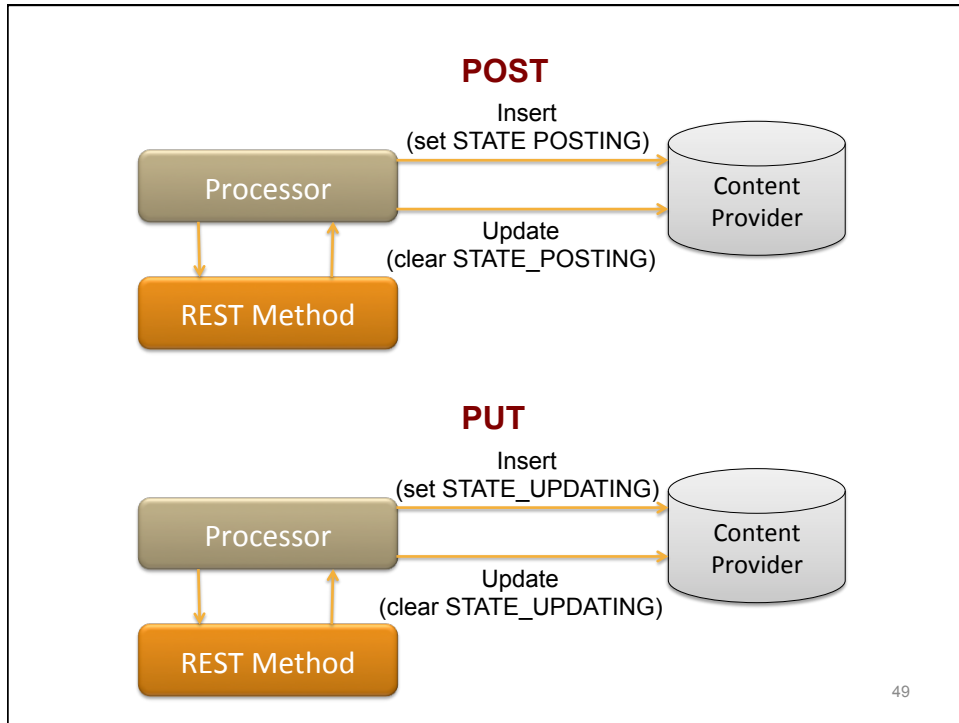 POST
Insert
(set STATE POSTING)
Processor
Content
Provider
Update
(clear STATE_POSTING)
REST Method
PUT
Insert
(set STATE_UPDATING)
Processor
Content
Provider
Update
(clear STATE_UPDATING)
REST Method
49